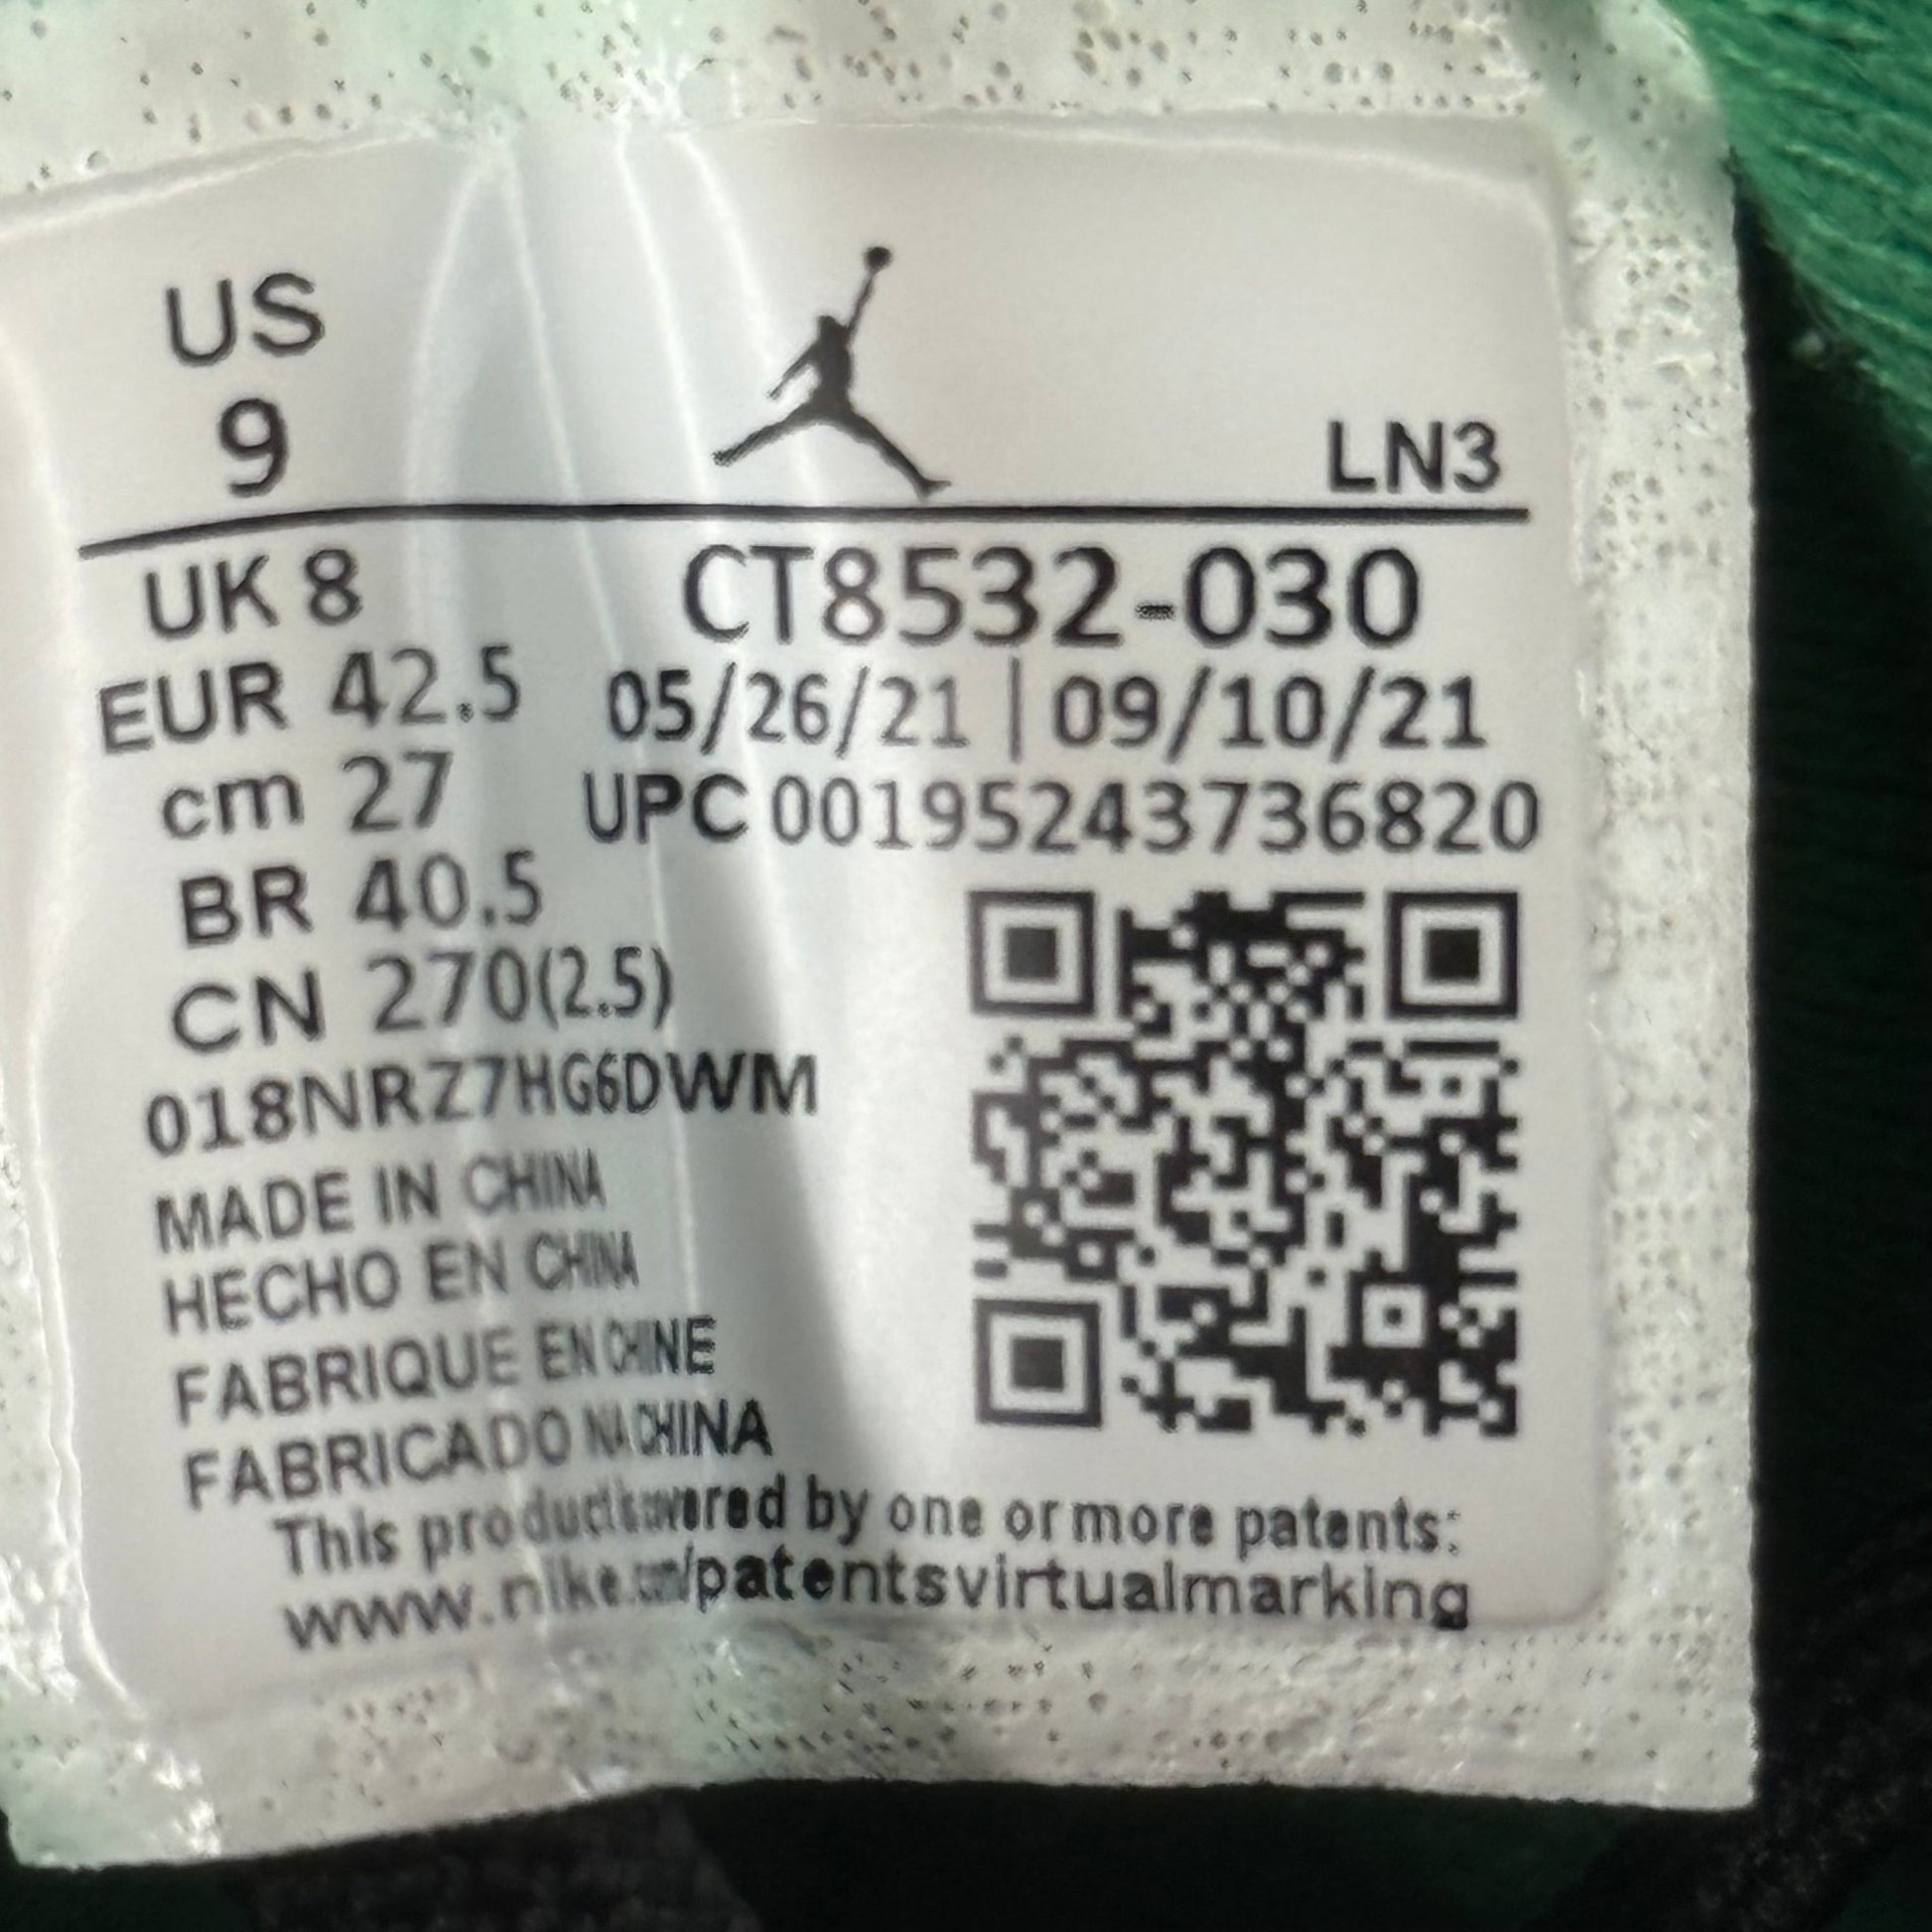 US
9
LN3
UK 8
CT8532-030
EUR 42.5
05/26/21 | 09/10/21
cm 27
UPC 00195243736820
BR 40.5
CN 270(2.5)
018NRZ7HG6DWM
MADE IN CHINA
HECHO EN CHINA
FABRIQUE EN CHINE
FABRICADO NA CHINA
This product covered by one or more patents:
www.nike.com/patentsvirtualmarking